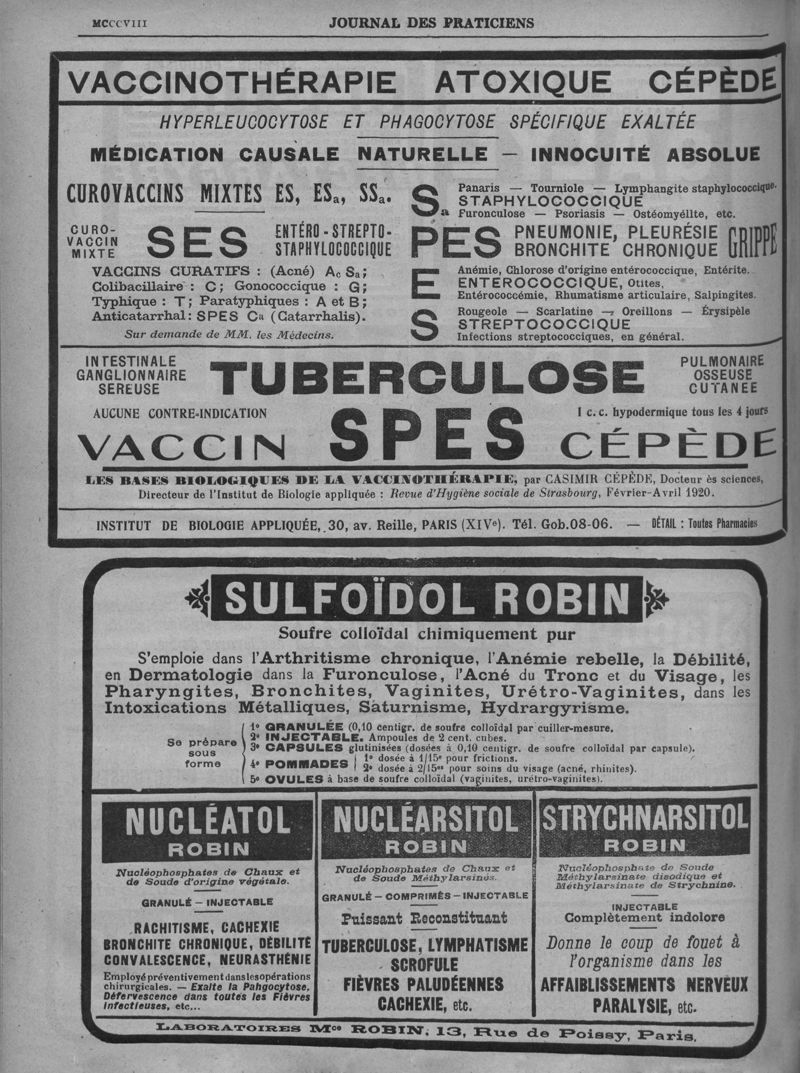 MCCCVIII
JOURNAL DES PRATICIENS
VACCINOTHÉRAPIE ATOXIQUE CÉPÈDE
HYPERLEUCOCYTOSE ET PHAGOCYTOSE SPÉCIFIQUE EXALTÉE
MÉDICATION CAUSALE NATURELLE — INNOCUITÉ ABSOLUE
CUROVACCINS MIXTES ES, ESa, SSa.
CURO-
VACCIN
MIXTE
SES
ENTÉRO-STREPTO-
STAPHYLOCOCCIQUE
VACCINS CURATIFS : (Acné) Ac Sa;
Colibacillaire : C; Gonococcique : G;
Typhique : T; Paratyphiques : A et B;
Anticatarrhal: SPES Ca (Catarrhalis).
Sur demande de MM. les Médecins.
Sa
Panaris — Tourniole — Lymphangite staphylococcique.
STAPHYLOCOCCIQUE
Furonculose — Psoriasis — Ostéomyélite, etc.
PES
PNEUMONIE, PLEURÉSIE
BRONCHITE CHRONIQUE
GRIPPE
E
Anémie, Chlorose d'origine entérococcique, Entérite.
ENTÉROCOCCIQUE, Otites,
Entérococcémie, Rhumatisme articulaire, Salpingites.
S
Rougeole — Scarlatine — Oreillons — Érysipèle
STREPTOCOCCIQUE
Infections streptococciques, en général.
INTESTINALE
GANGLIONNAIRE
SEREUSE
TUBERCULOSE
PULMONAIRE
OSSEUSE
CUTANÉE
AUCUNE CONTRE-INDICATION
1 c. c. hypodermique tous les 4 jours
VACCIN SPES CÉPÈDE
LES BASES BIOLOGIQUES DE LA VACCINOTHÉRAPIE, par CASIMIR CÉPÈDE, Docteur ès sciences,
Directeur de l'Institut de Biologie appliquée : Revue d'Hygiène sociale de Strasbourg, Février-Avril 1920.
INSTITUT DE BIOLOGIE APPLIQUÉE, 30, av. Reille, PARIS (XIVe). Tél. Gob.08-06. — DÉTAIL : Toutes Pharmacies
SULFOÏDOL ROBIN
Soufre colloïdal chimiquement pur
S'emploie dans l'Arthritisme chronique, l'Anémie rebelle, la Débilité,
en Dermatologie dans la Furonculose, l'Acné du Tronc et du Visage, les
Pharyngites, Bronchites, Vaginites, Urétro-Vaginites, dans les
Intoxications Métalliques, Saturnisme, Hydrargyrisme.
Se prépare
sous
forme
1º GRANULÉE (0,10 centigr. de soufre colloïdal par cuiller-mesure.
2º INJECTABLE. Ampoules de 2 cent. cubes.
3º CAPSULES glutinisées (dosées à 0,10 centigr. de soufre colloïdal par capsule).
4º POMMADES
1º dosée à 1/15e pour frictions.
2º dosée à 2/15es pour soins du visage (acné, rhinites).
5º OVULES à base de soufre colloïdal (vaginites, urétro-vaginites).
NUCLÉATOL
ROBIN
Nucléophosphates de Chaux et
de Soude d'origine végétale.
GRANULÉ — INJECTABLE
RACHITISME, CACHEXIE
BRONCHITE CHRONIQUE, DÉBILITÉ
CONVALESCENCE, NEURASTHÉNIE
Employé préventivement dans les opérations
chirurgicales. — Exalte la Pahgocytose.
Défervescence dans toutes les Fièvres
infectieuses, etc...
NUCLÉARSITOL
ROBIN
Nucléophosphates de Chaux et
de Soude Méthylarsinés.
GRANULÉ — COMPRIMÉS — INJECTABLE
Puissant Reconstituant
TUBERCULOSE, LYMPHATISME
SCROFULE
FIÈVRES PALUDÉENNES
CACHEXIE, etc.
STRYCHNARSITOL
ROBIN
Nucléophosphate de Soude
Méthylarsinate disodique et
Méthylarsinate de Strychnine.
INJECTABLE
Complètement indolore
Donne le coup de fouet à
l'organisme dans les
AFFAIBLISSEMENTS NERVEUX
PARALYSIE, etc.
LABORATOIRES Mce ROBIN, 13, Rue de Poissy, Paris.